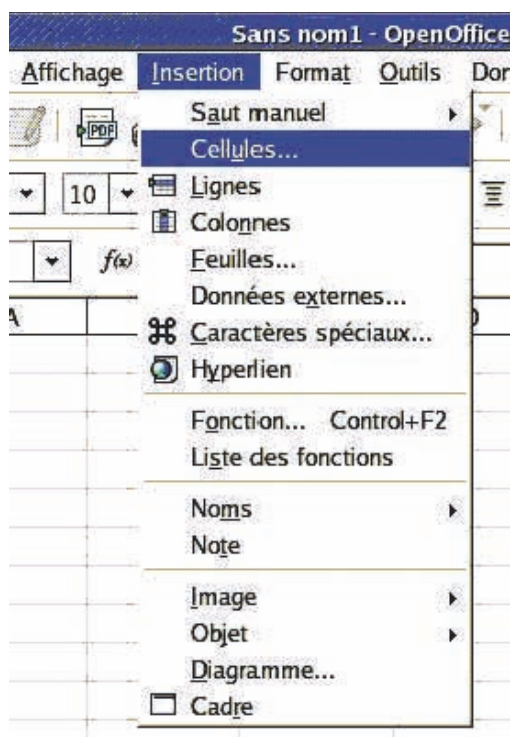 Sans nom1 - OpenOffice
Affichage Insertion Format Outils
PDF
10
f(x)
Saut manuel
Cellules...
Lignes
Colonnes
Feuilles...
Données externes...
Caractères spéciaux...
Hyperlien
Fonction... Control+F2
Liste des fonctions
Noms
Note
Image
Objet
Diagramme...
Cadre